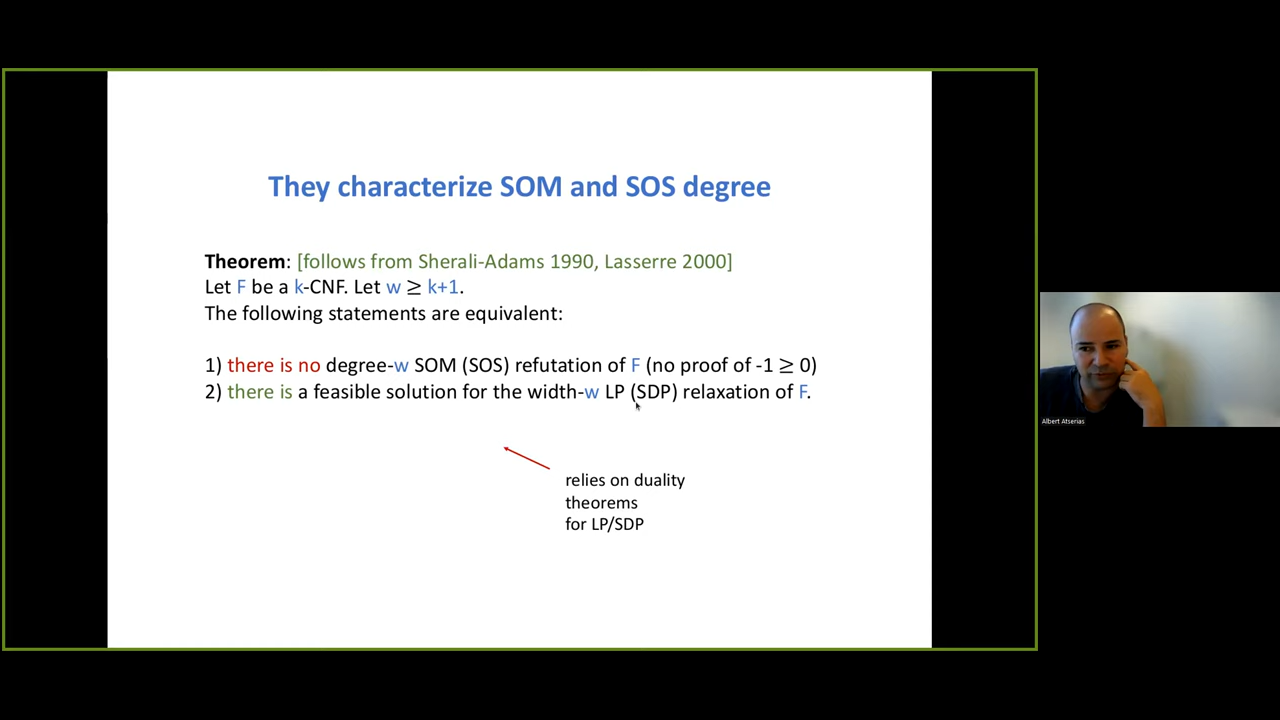 They characterize SOM and SOS degree
Theorem: [follows from Sherali-Adams 1990, Lasserre 2000]
Let F be a k-CNF. Let w ≥ k+1.
The following statements are equivalent:
1) there is no degree-w SOM (SOS) refutation of F (no proof of -1 ≥ 0)
2) there is a feasible solution for the width-w LP (SDP) relaxation of F.
relies on duality
theorems
for LP/SDP
Albert Atserias